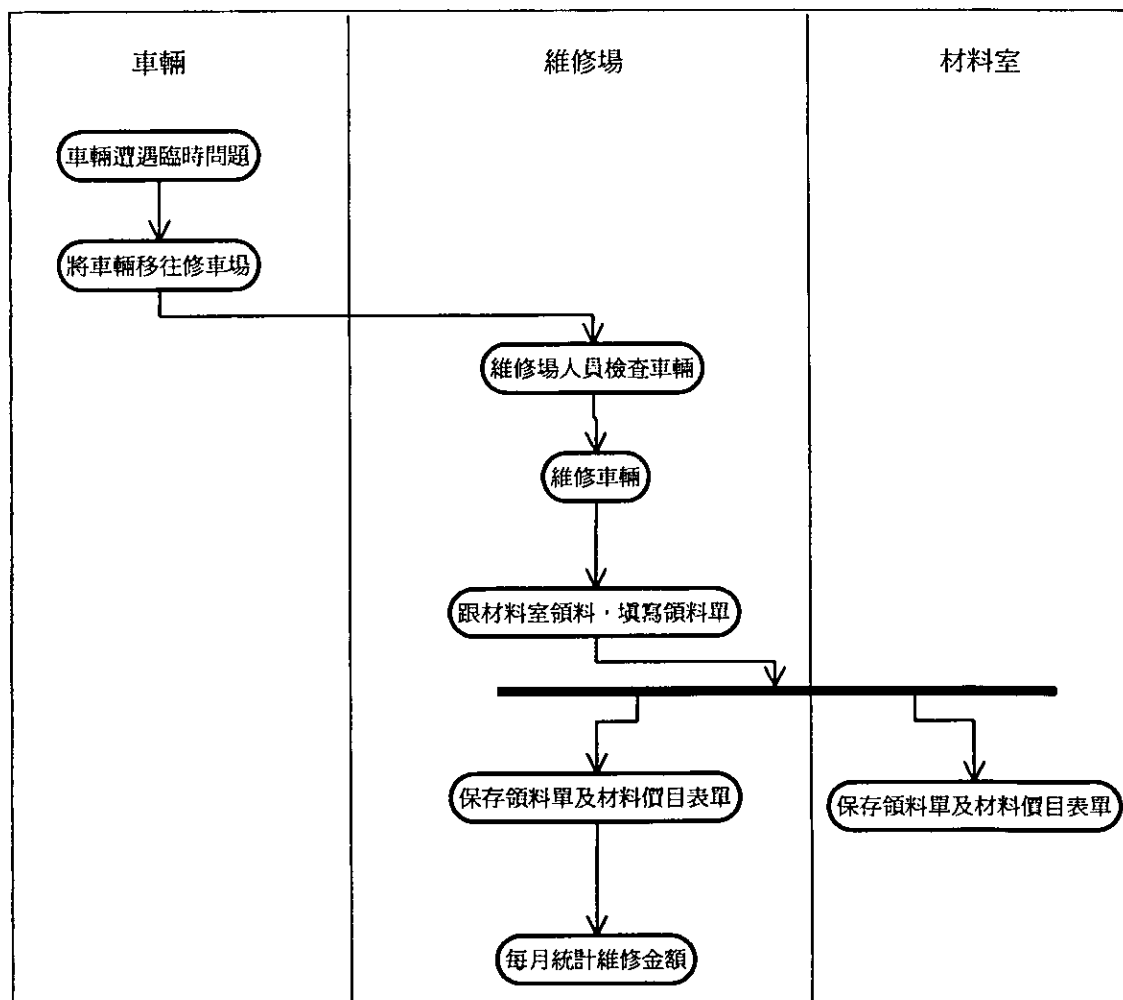 車輛
維修場
材料室
車輛遭遇臨時問題
將車輛移往修車場
維修場人員檢查車輛
維修車輛
跟材料室領料，填寫領料單
保存領料單及材料價目表單
保存領料單及材料價目表單
每月統計維修金額